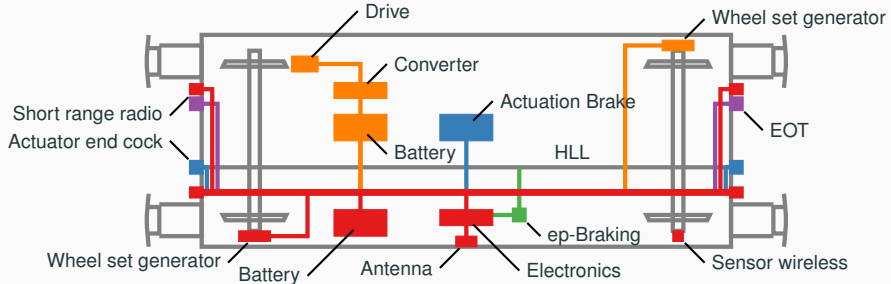 Drive
Wheel set generator
Converter
Short range radio
Actuation Brake
EOT
Actuator end cock
Battery
HLL
Wheel set generator
Battery
Antenna
ep-Braking
Electronics
Sensor wireless